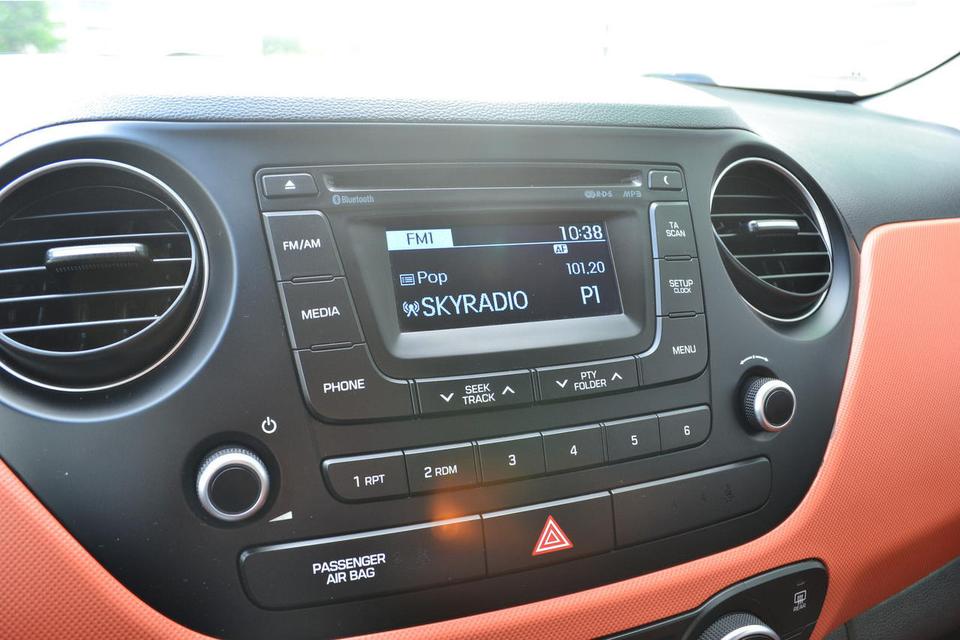 Bluetooth
R·D·S
MP3
FM/AM
FM1
10:38
AF
TA
SCAN
Pop
101.20
MEDIA
SKYRADIO
P1
SETUP
CLOCK
PHONE
SEEK
TRACK
PTY
FOLDER
MENU
1 RPT
2 RDM
3
4
5
6
PASSENGER
AIR BAG
REAR